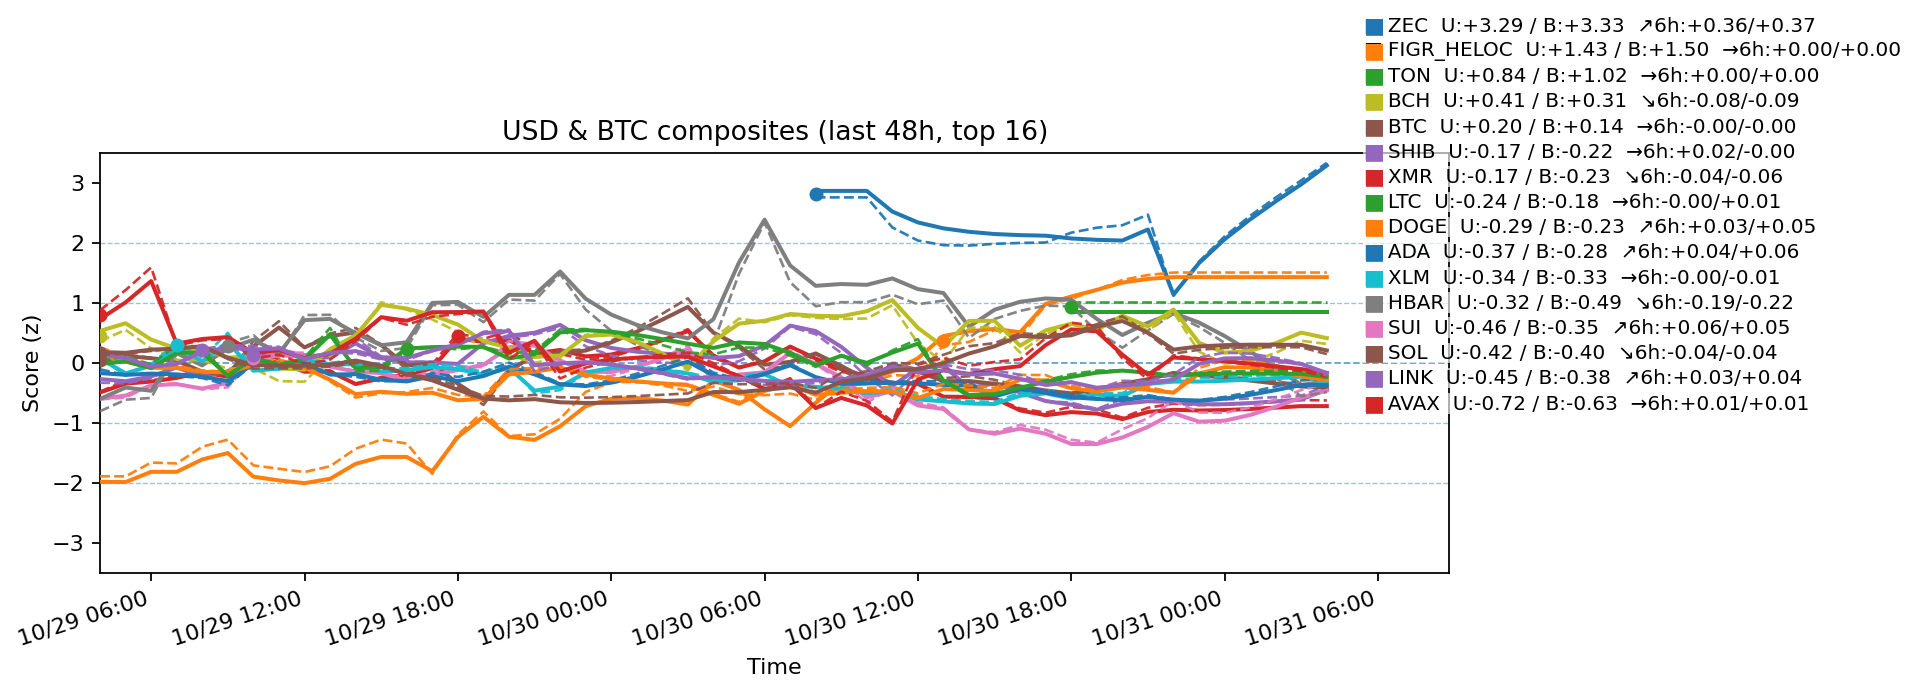 ZEC  U:+3.29 / B:+3.33  ↗6h:+0.36/+0.37
FIGR_HELOC  U:+1.43 / B:+1.50  →6h:+0.00/+0.00
TON  U:+0.84 / B:+1.02  →6h:+0.00/+0.00
BCH  U:+0.41 / B:+0.31  ↘6h:-0.08/-0.09
BTC  U:+0.20 / B:+0.14  →6h:-0.00/-0.00
SHIB  U:-0.17 / B:-0.22  →6h:+0.02/-0.00
XMR  U:-0.17 / B:-0.23  ↘6h:-0.04/-0.06
LTC  U:-0.24 / B:-0.18  →6h:-0.00/+0.01
DOGE  U:-0.29 / B:-0.23  ↗6h:+0.03/+0.05
ADA  U:-0.37 / B:-0.28  ↗6h:+0.04/+0.06
XLM  U:-0.34 / B:-0.33  →6h:-0.00/-0.01
HBAR  U:-0.32 / B:-0.49  ↘6h:-0.19/-0.22
SUI  U:-0.46 / B:-0.35  ↗6h:+0.06/+0.05
SOL  U:-0.42 / B:-0.40  ↘6h:-0.04/-0.04
LINK  U:-0.45 / B:-0.38  ↗6h:+0.03/+0.04
AVAX  U:-0.72 / B:-0.63  →6h:+0.01/+0.01
USD & BTC composites (last 48h, top 16)
Score (z)
3
2
1
0
−1
−2
−3
10/29 06:00
10/29 12:00
10/29 18:00
10/30 00:00
10/30 06:00
10/30 12:00
10/30 18:00
10/31 00:00
10/31 06:00
Time